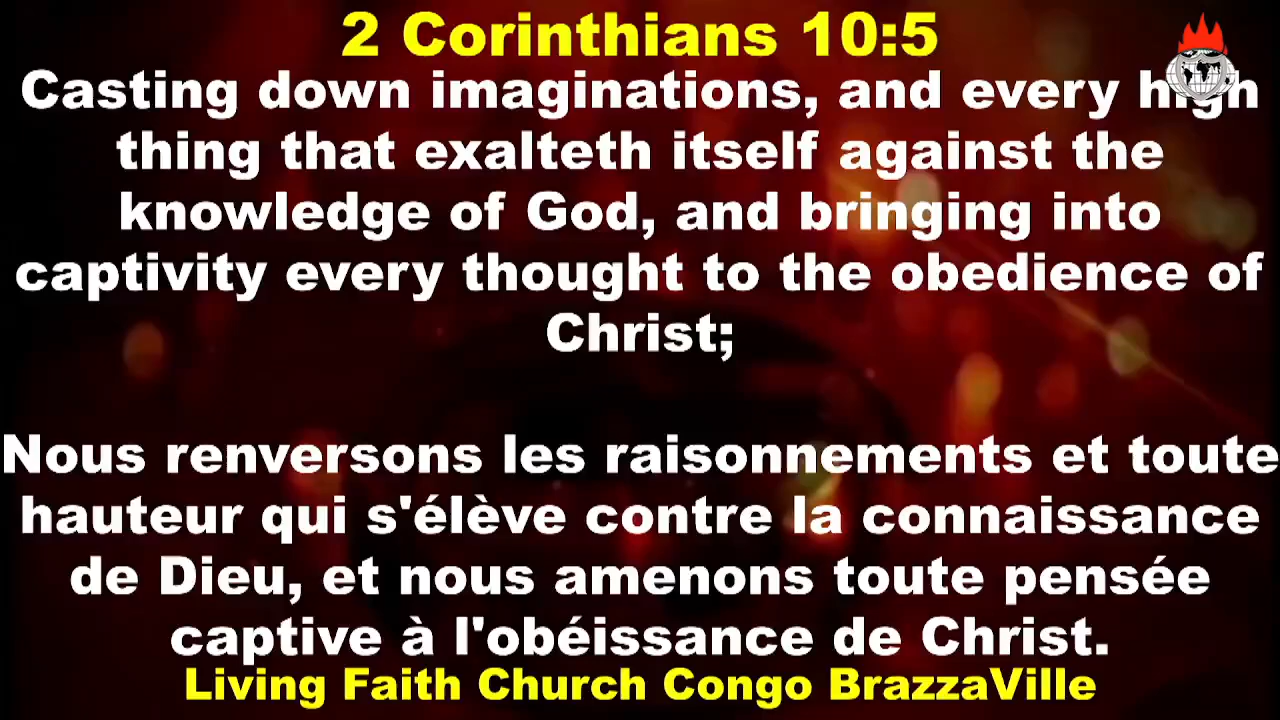 2 Corinthians 10:5
Casting down imaginations, and every high
thing that exalteth itself against the
knowledge of God, and bringing into
captivity every thought to the obedience of
Christ;
Nous renversons les raisonnements et toute
hauteur qui s'élève contre la connaissance
de Dieu, et nous amenons toute pensée
captive à l'obéissance de Christ.
Living Faith Church Congo BrazzaVille